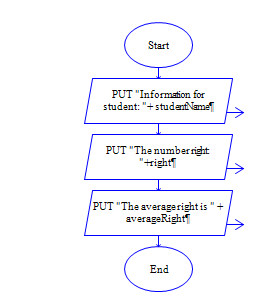 Start
PUT "Information for
student: "+ studentName¶
PUT "The number right
"+right¶
PUT "The average right is " +
averageRight¶
End